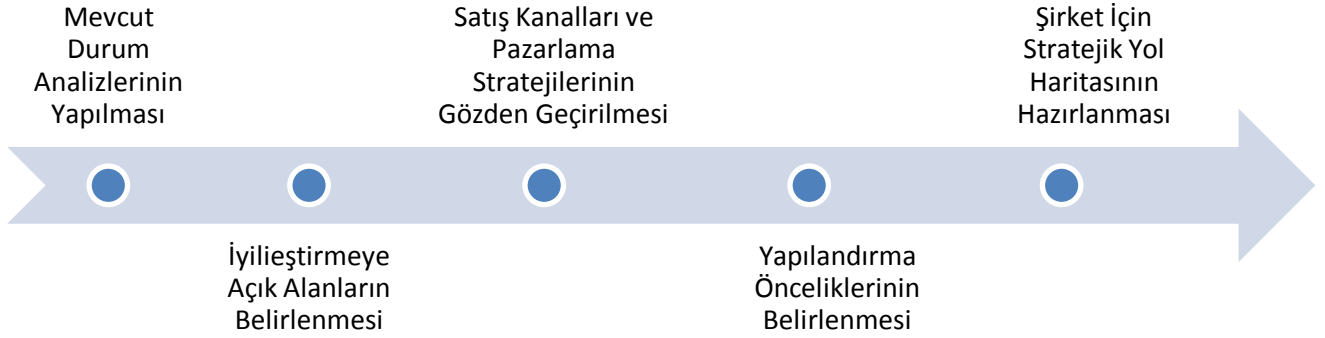 Mevcut
Durum
Analizlerinin
Yapılması
İyilieştirmeye
Açık Alanların
Belirlenmesi
Satış Kanalları ve
Pazarlama
Stratejilerinin
Gözden Geçirilmesi
Yapılandırma
Önceliklerinin
Belirlenmesi
Şirket İçin
Stratejik Yol
Haritasının
Hazırlanması